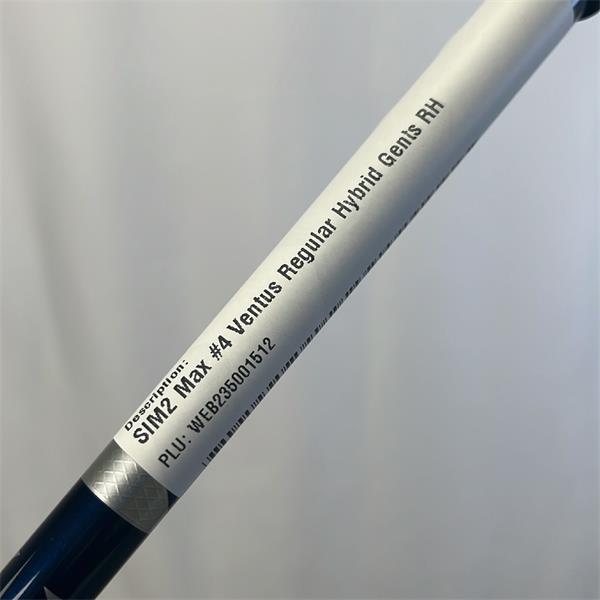 Description:
SIM2 Max #4 Ventus Regular Hybrid Gents RH
PLU: WEB235001512